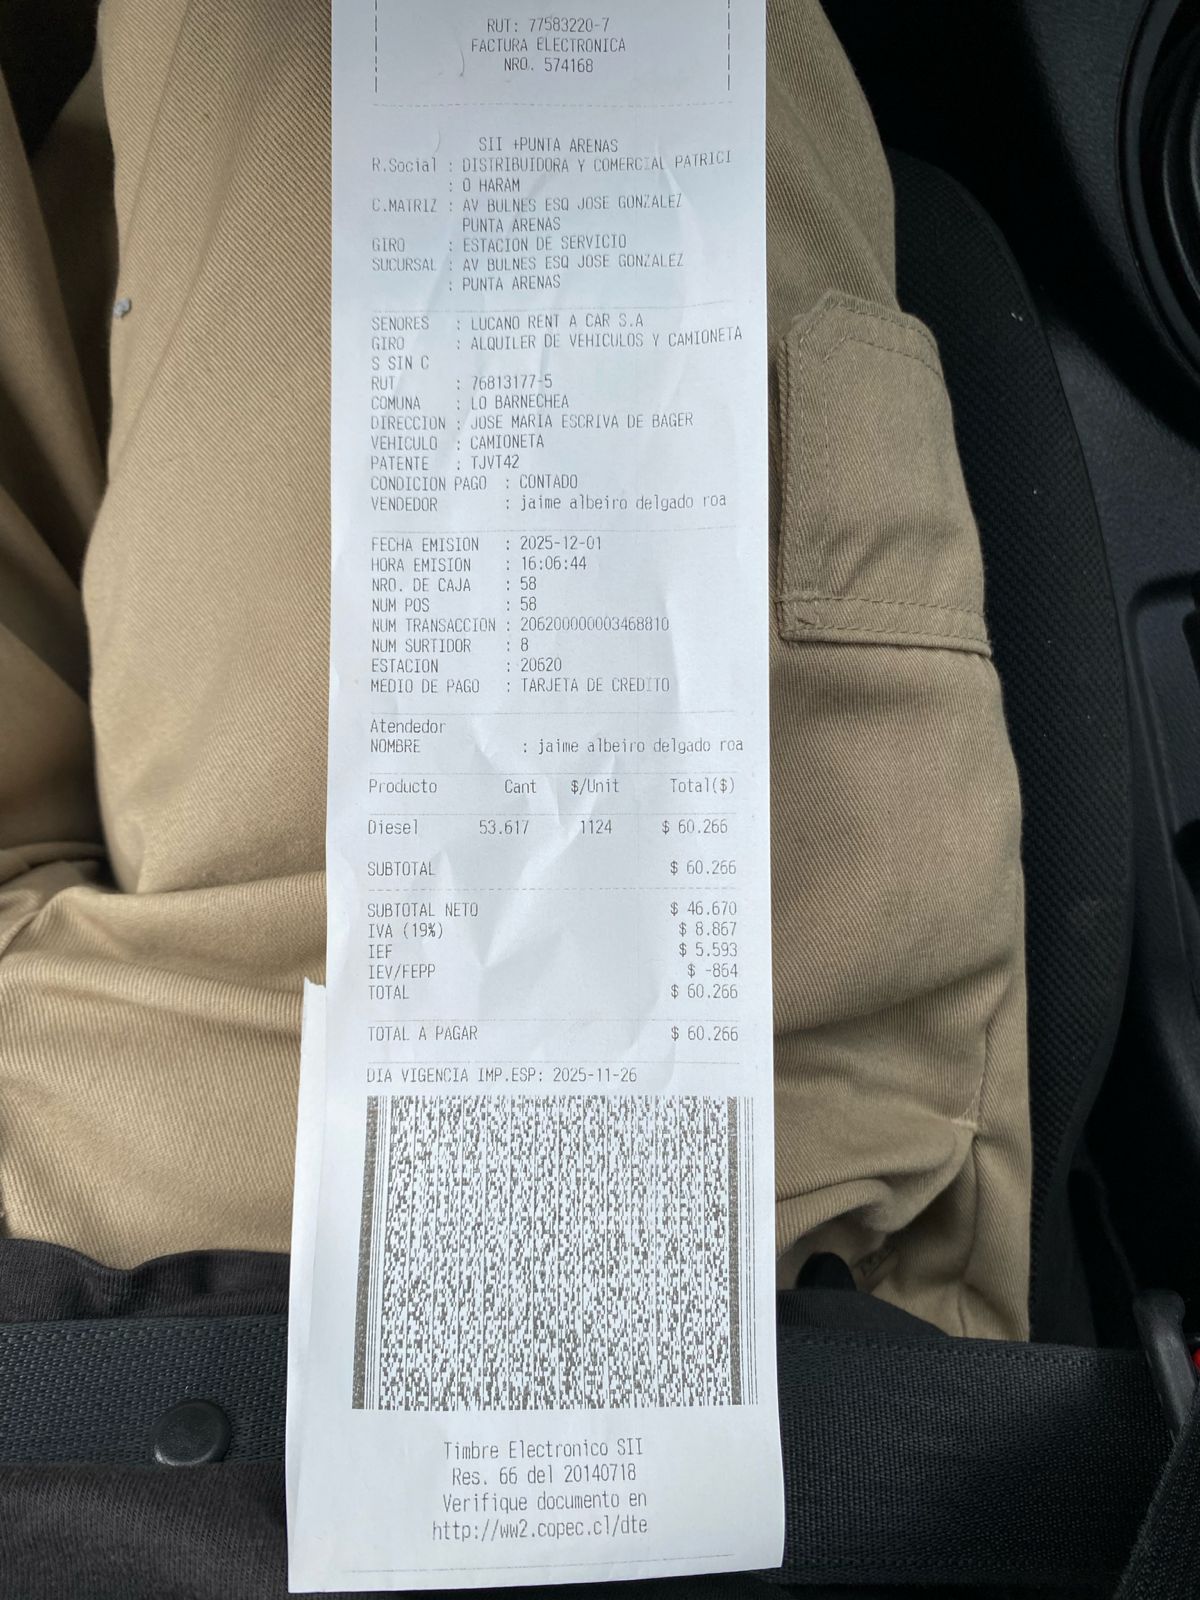 RUT: 77583220-7
FACTURA ELECTRONICA
NRO. 574168
SII +PUNTA ARENAS
R.Social : DISTRIBUIDORA Y COMERCIAL PATRICI
: O HARAM
C.MATRIZ : AV BULNES ESQ JOSE GONZALEZ
PUNTA ARENAS
GIRO : ESTACION DE SERVICIO
SUCURSAL : AV BULNES ESQ JOSE GONZALEZ
: PUNTA ARENAS
SENORES : LUCANO RENT A CAR S.A
GIRO : ALQUILER DE VEHICULOS Y CAMIONETA
S SIN C
RUT : 76813177-5
COMUNA : LO BARNECHEA
DIRECCION : JOSE MARIA ESCRIVA DE BAGER
VEHICULO : CAMIONETA
PATENTE : TJVT42
CONDICION PAGO : CONTADO
VENDEDOR : jaime albeiro delgado roa
FECHA EMISION : 2025-12-01
HORA EMISION : 16:06:44
NRO. DE CAJA : 58
NUM POS : 58
NUM TRANSACCION : 206200000003468810
NUM SURTIDOR : 8
ESTACION : 20620
MEDIO DE PAGO : TARJETA DE CREDITO
Atendedor
NOMBRE : jaime albeiro delgado roa
Producto Cant $/Unit Total($)
Diesel 53.617 1124 $ 60.266
SUBTOTAL $ 60.266
SUBTOTAL NETO $ 46.670
IVA (19%) $ 8.867
IEF $ 5.593
IEV/FEPP $ -864
TOTAL $ 60.266
TOTAL A PAGAR $ 60.266
DIA VIGENCIA IMP.ESP: 2025-11-26
Timbre Electronico SII
Res. 66 del 20140718
Verifique documento en
http://ww2.copec.cl/dte